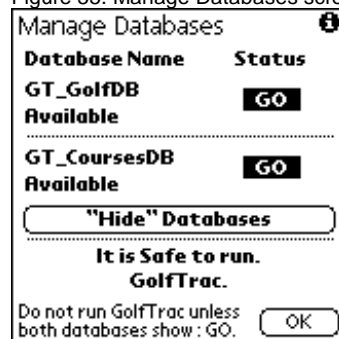 Manage Databases
Database Name Status
GT_GolfDB GO
Available
GT_CoursesDB GO
Available
"Hide" Databases
It is Safe to run.
GolfTrac.
Do not run GolfTrac unless
both databases show : GO. OK